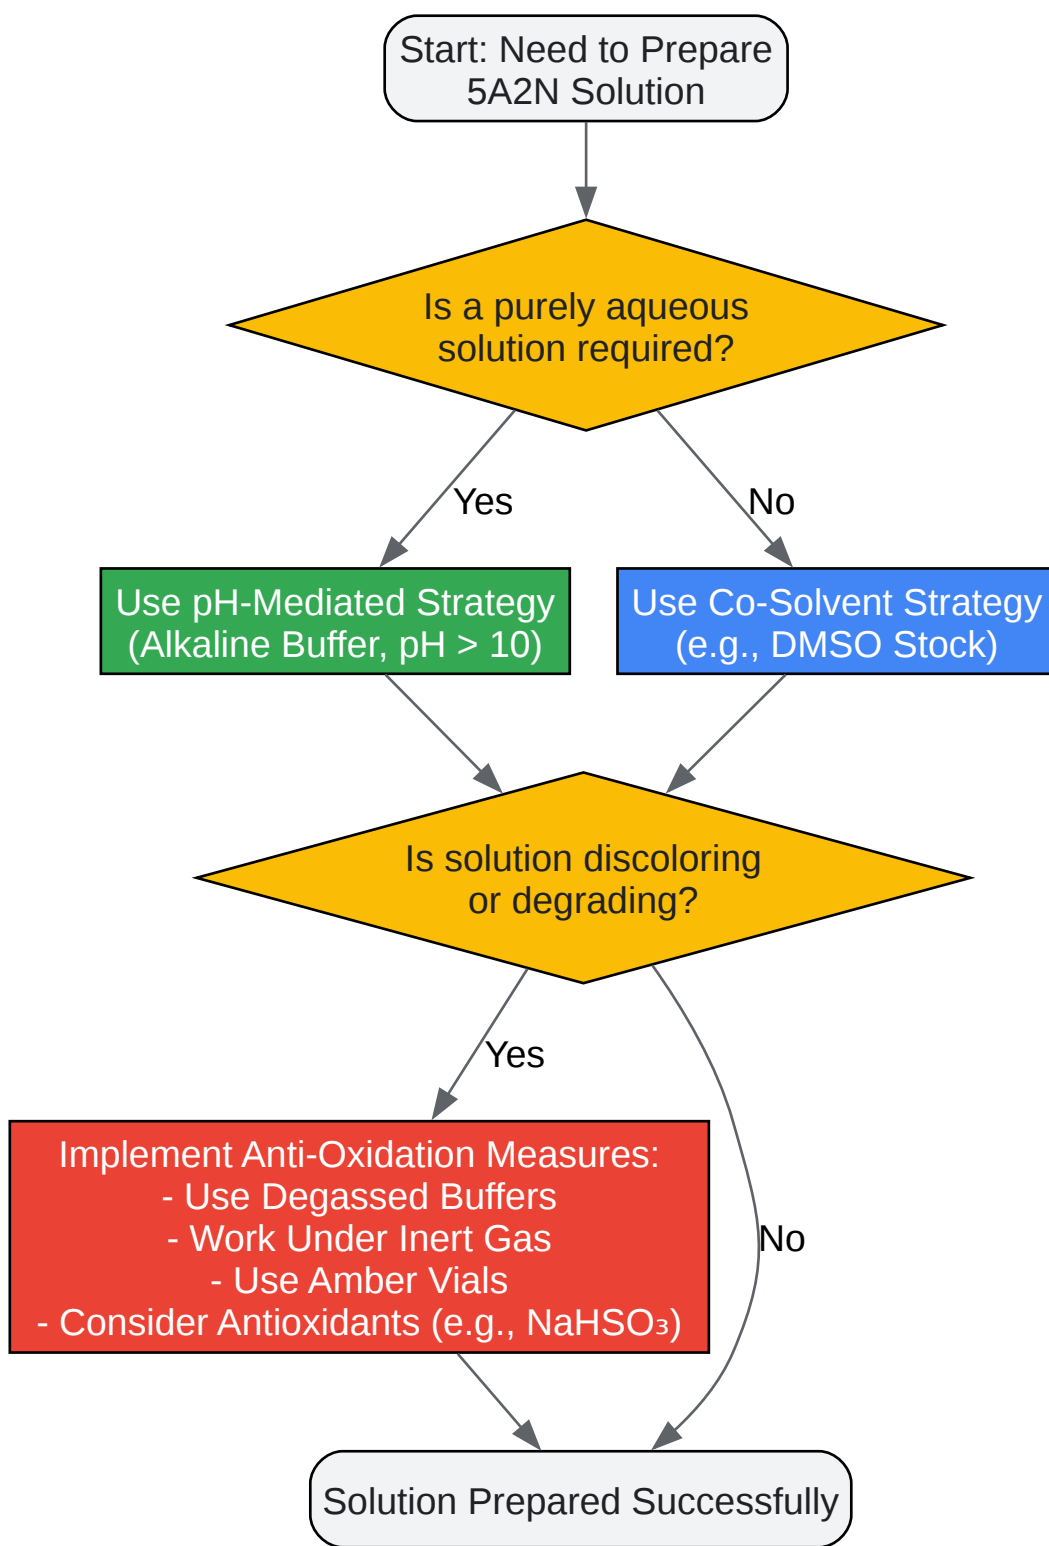 Start: Need to Prepare
5A2N Solution
Is a purely aqueous
solution required?
Yes
No
Use pH-Mediated Strategy
(Alkaline Buffer, pH > 10)
Use Co-Solvent Strategy
(e.g., DMSO Stock)
Is solution discoloring
or degrading?
Yes
Implement Anti-Oxidation Measures:
- Use Degassed Buffers
- Work Under Inert Gas
- Use Amber Vials
- Consider Antioxidants (e.g., NaHSO₃)
No
Solution Prepared Successfully